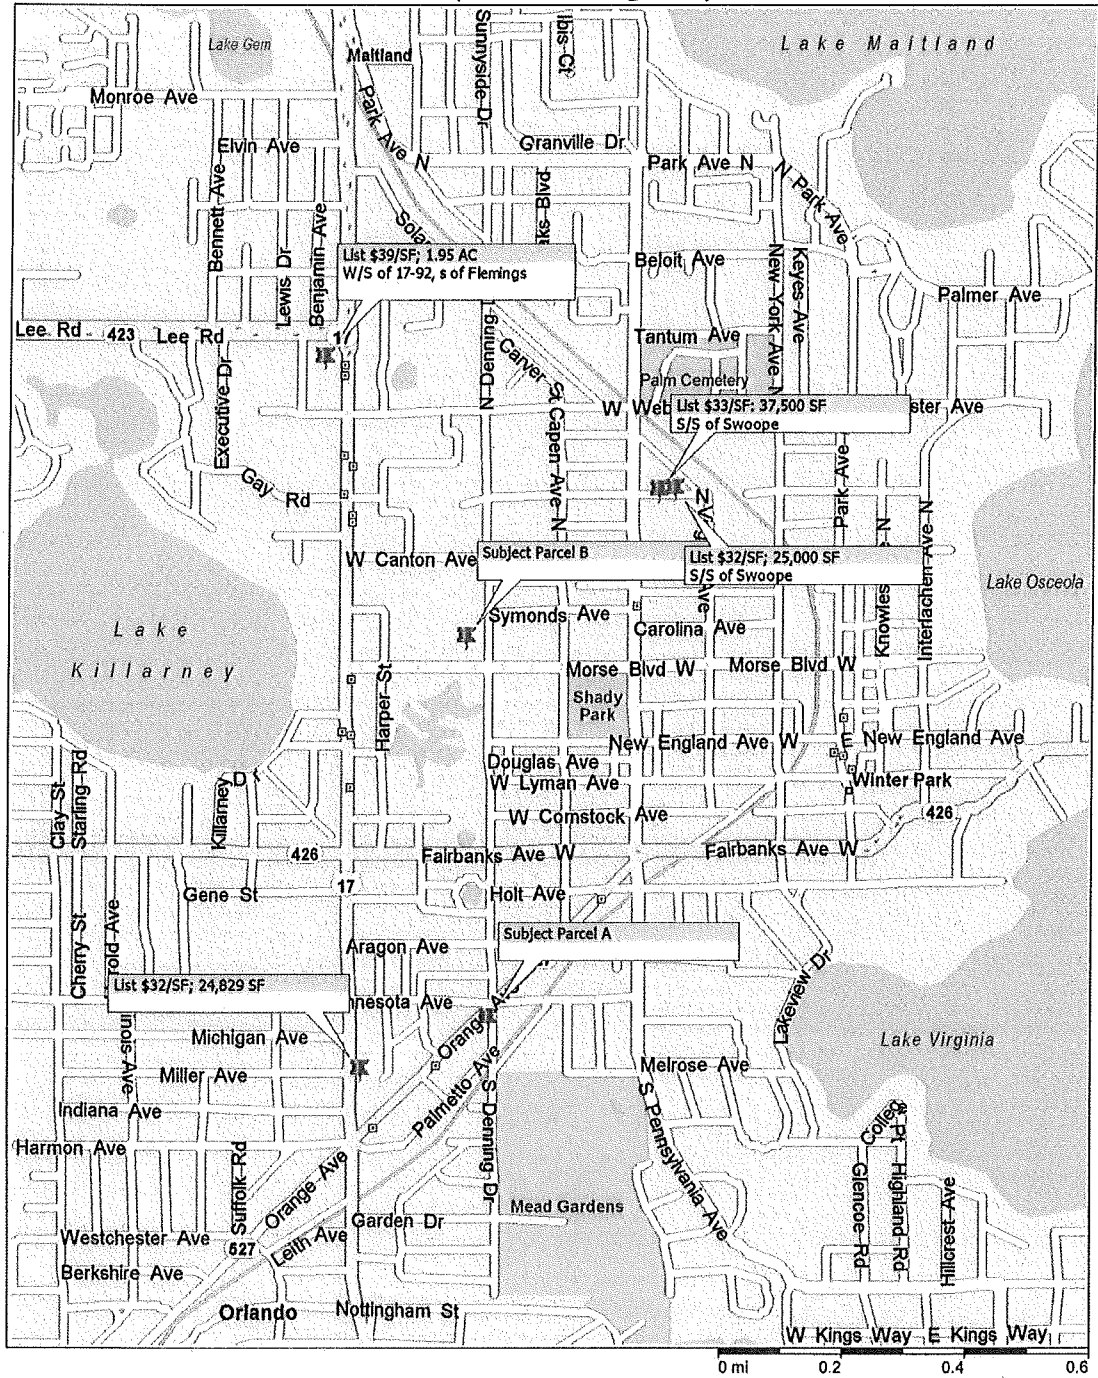 Lake Gem
Maitland
Sunnyside Dr
Ibis Ct
Lake Maitland
Monroe Ave
Park Ave N
Elvin Ave
Granville Dr
Park Ave N
N Park Ave
Bennett Ave
Lewis Dr
Benjamin Ave
List $39/SF; 1.95 AC
W/S of 17-92, s of Flemings
Beloit Ave
New York Ave N
Keyes Ave
Palmer Ave
Lee Rd
423
Lee Rd
17
N Denning
Carver St
Tantum Ave
Palm Cemetery
Executive Dr
List $33/SF; 37,500 SF
S/S of Swoope
Capen Ave N
Park Ave
Gay Rd
W Canton Ave
Subject Parcel B
List $32/SF; 25,000 SF
S/S of Swoope
Interlachen Ave N
Lake Osceola
Symonds Ave
Carolina Ave
Lake
Killarney
Morse Blvd W
Morse Blvd W
Harper St
Shady
Park
New England Ave W
E New England Ave
Douglas Ave
W Lyman Ave
Winter Park
Clay St
Starling Rd
Killarney D
W Comstock Ave
426
426
Fairbanks Ave W
Fairbanks Ave W
17
Gene St
Holt Ave
Cherry St
Subject Parcel A
Aragon Ave
List $32/SF; 24,829 SF
nnesota Ave
Lakeview Dr
Michigan Ave
Orange Ave
Lake Virginia
Miller Ave
Palmetto Ave
Melrose Ave
Indiana Ave
S Denning Dr
S Pennsylvania Ave
Harmon Ave
Suffolk Rd
Orange Ave
Glencoe Rd
Highland Rd
Hillcrest Ave
Mead Gardens
Garden Dr
Westchester Ave
527
Leith Ave
Berkshire Ave
Orlando
Nottingham St
W Kings Way
E Kings Way
0 mi
0.2
0.4
0.6